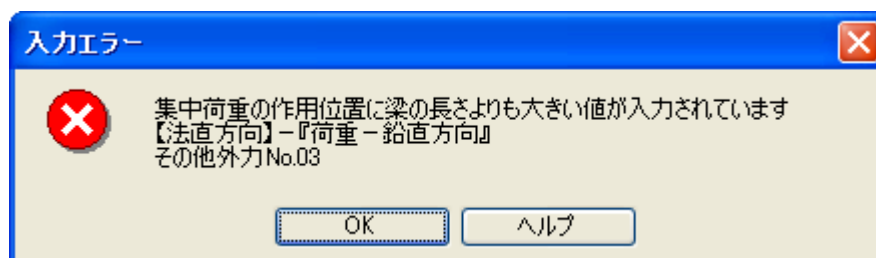 入力エラー
集中荷重の作用位置に梁の長さよりも大きい値が入力されています
【法直方向】－『荷重－鉛直方向』
その他外力No.03
OK
ヘルプ